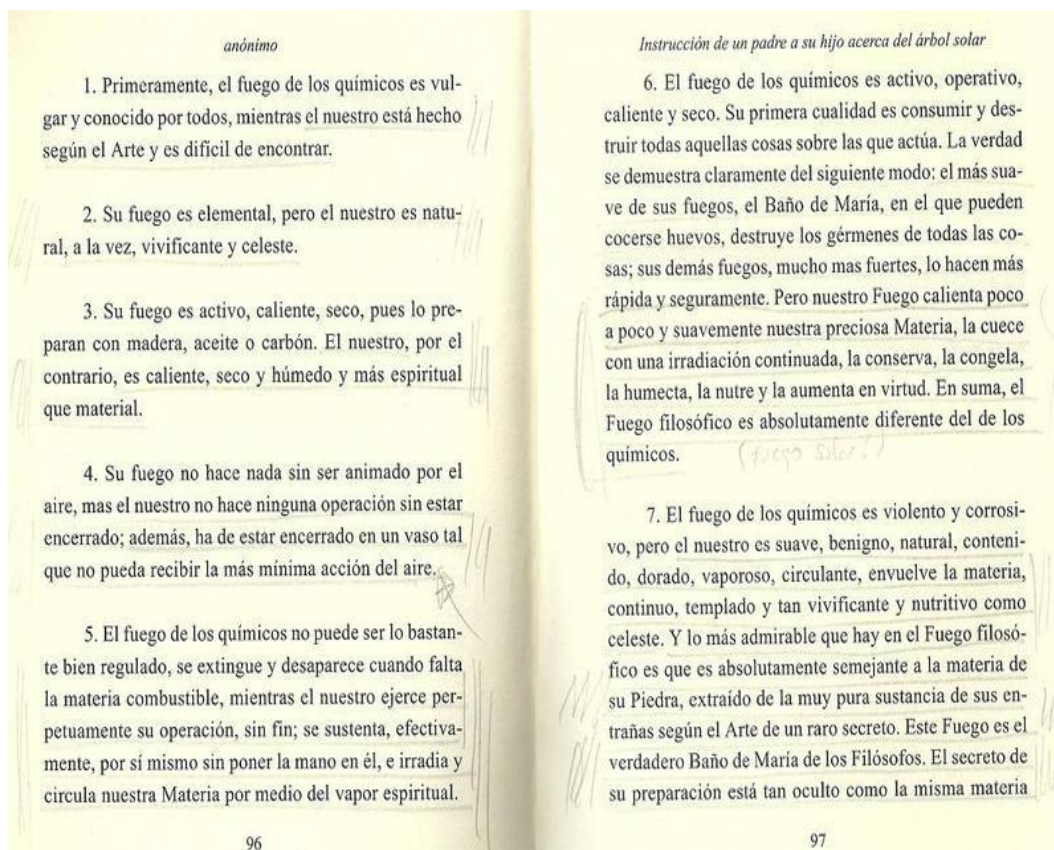 anónimo
1. Primeramente, el fuego de los químicos es vul-
gar y conocido por todos, mientras el nuestro está hecho
según el Arte y es difícil de encontrar.
2. Su fuego es elemental, pero el nuestro es natu-
ral, a la vez, vivificante y celeste.
3. Su fuego es activo, caliente, seco, pues lo pre-
paran con madera, aceite o carbón. El nuestro, por el
contrario, es caliente, seco y húmedo y más espiritual
que material.
4. Su fuego no hace nada sin ser animado por el
aire, mas el nuestro no hace ninguna operación sin estar
encerrado; además, ha de estar encerrado en un vaso tal
que no pueda recibir la más mínima acción del aire.
5. El fuego de los químicos no puede ser lo bastan-
te bien regulado, se extingue y desaparece cuando falta
la materia combustible, mientras el nuestro ejerce per-
petuamente su operación, sin fin; se sustenta, efectiva-
mente, por sí mismo sin poner la mano en él, e irradia y
circula nuestra Materia por medio del vapor espiritual.
96
Instrucción de un padre a su hijo acerca del árbol solar
6. El fuego de los químicos es activo, operativo,
caliente y seco. Su primera cualidad es consumir y des-
truir todas aquellas cosas sobre las que actúa. La verdad
se demuestra claramente del siguiente modo: el más sua-
ve de sus fuegos, el Baño de María, en el que pueden
cocerse huevos, destruye los gérmenes de todas las co-
sas; sus demás fuegos, mucho mas fuertes, lo hacen más
rápida y seguramente. Pero nuestro Fuego calienta poco
a poco y suavemente nuestra preciosa Materia, la cuece
con una irradiación continuada, la conserva, la congela,
la humecta, la nutre y la aumenta en virtud. En suma, el
Fuego filosófico es absolutamente diferente del de los
químicos. (fuego solar?)
7. El fuego de los químicos es violento y corrosi-
vo, pero el nuestro es suave, benigno, natural, conteni-
do, dorado, vaporoso, circulante, envuelve la materia,
continuo, templado y tan vivificante y nutritivo como
celeste. Y lo más admirable que hay en el Fuego filosó-
fico es que es absolutamente semejante a la materia de
su Piedra, extraído de la muy pura sustancia de sus en-
trañas según el Arte de un raro secreto. Este Fuego es el
verdadero Baño de María de los Filósofos. El secreto de
su preparación está tan oculto como la misma materia
97